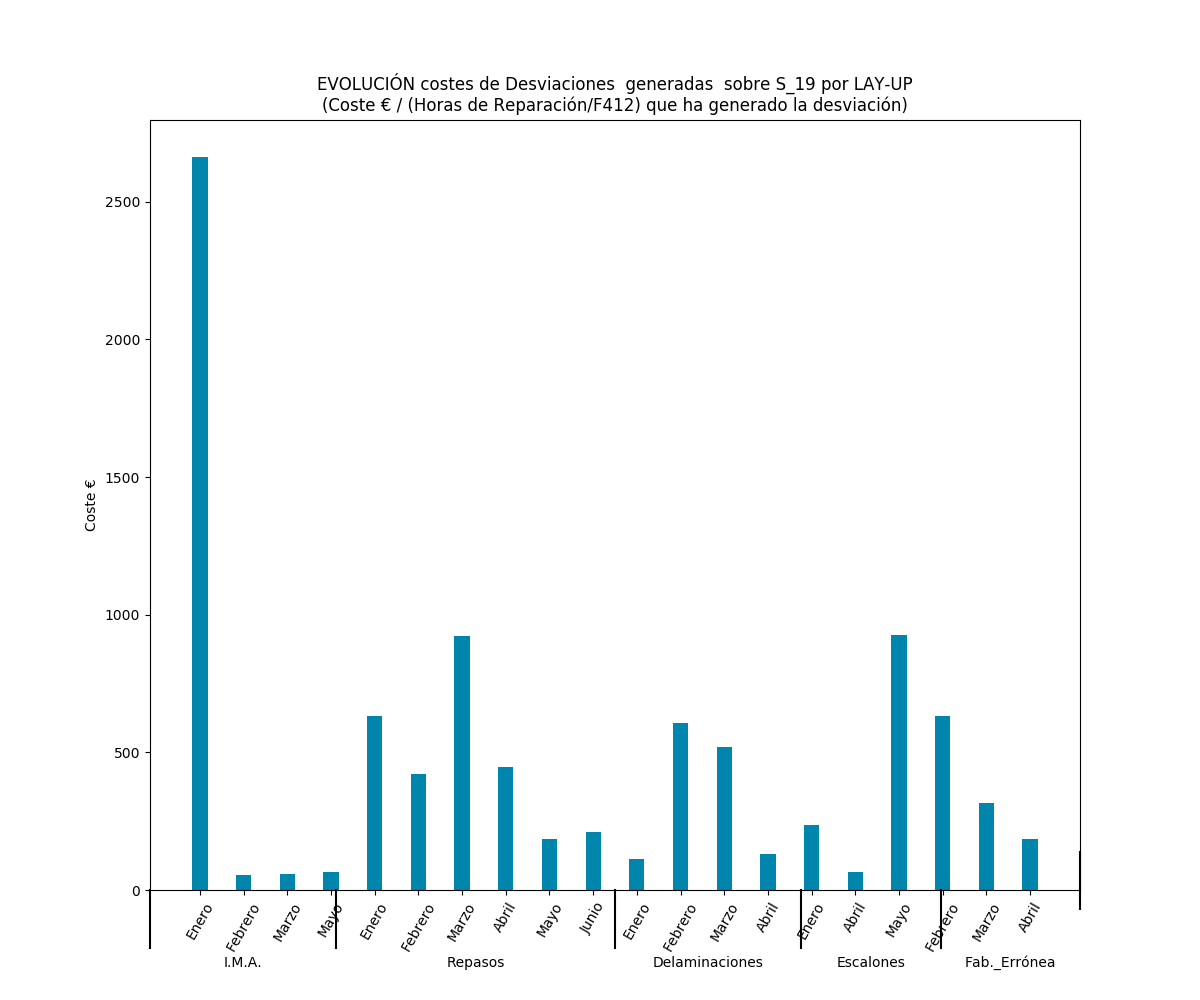 EVOLUCIÓN costes de Desviaciones  generadas  sobre S_19 por LAY-UP
(Coste € / (Horas de Reparación/F412) que ha generado la desviación)
Coste €
2500
2000
1500
1000
500
0
Enero Febrero Marzo Mayo Enero Febrero Marzo Abril Mayo Junio Enero Febrero Marzo Abril Enero Abril Mayo Febrero Marzo Abril
I.M.A. Repasos Delaminaciones Escalones Fab._Errónea